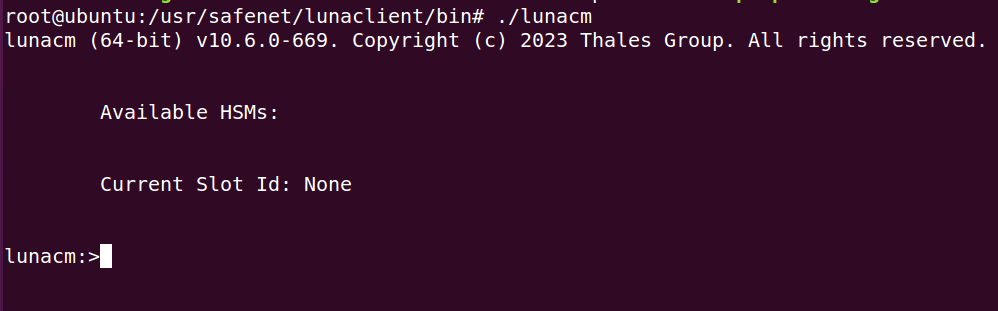 root@ubuntu:/usr/safenet/lunaclient/bin# ./lunacm
lunacm (64-bit) v10.6.0-669. Copyright (c) 2023 Thales Group. All rights reserved.
Available HSMs:
Current Slot Id: None
lunacm:>